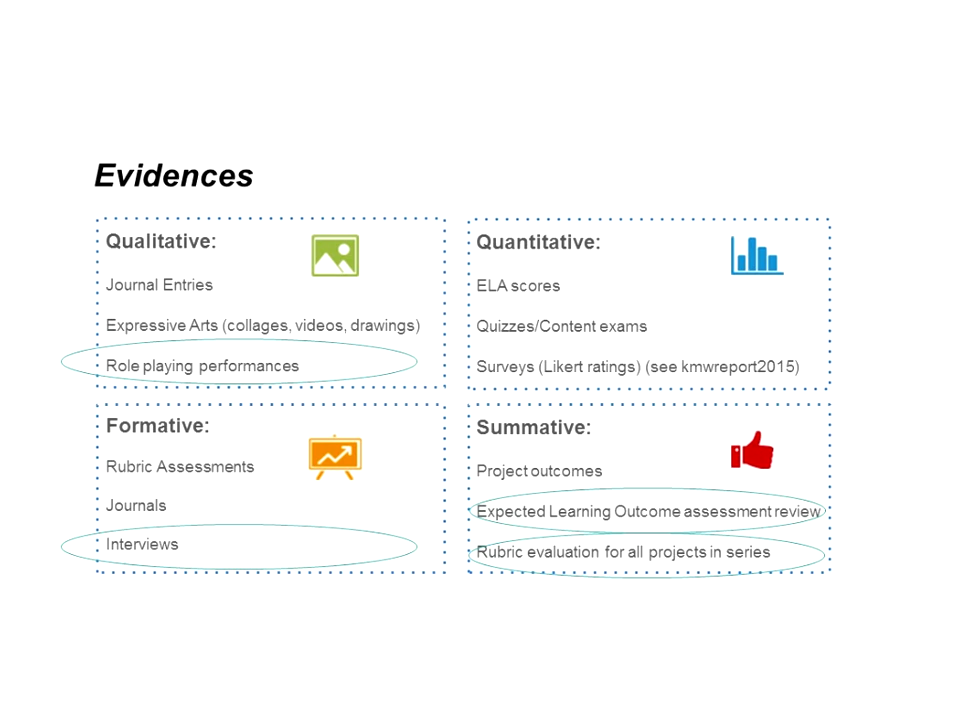 Evidences
Qualitative:
Journal Entries
Expressive Arts (collages, videos, drawings)
Role playing performances
Quantitative:
ELA scores
Quizzes/Content exams
Surveys (Likert ratings) (see kmwreport2015)
Formative:
Rubric Assessments
Journals
Interviews
Summative:
Project outcomes
Expected Learning Outcome assessment review
Rubric evaluation for all projects in series